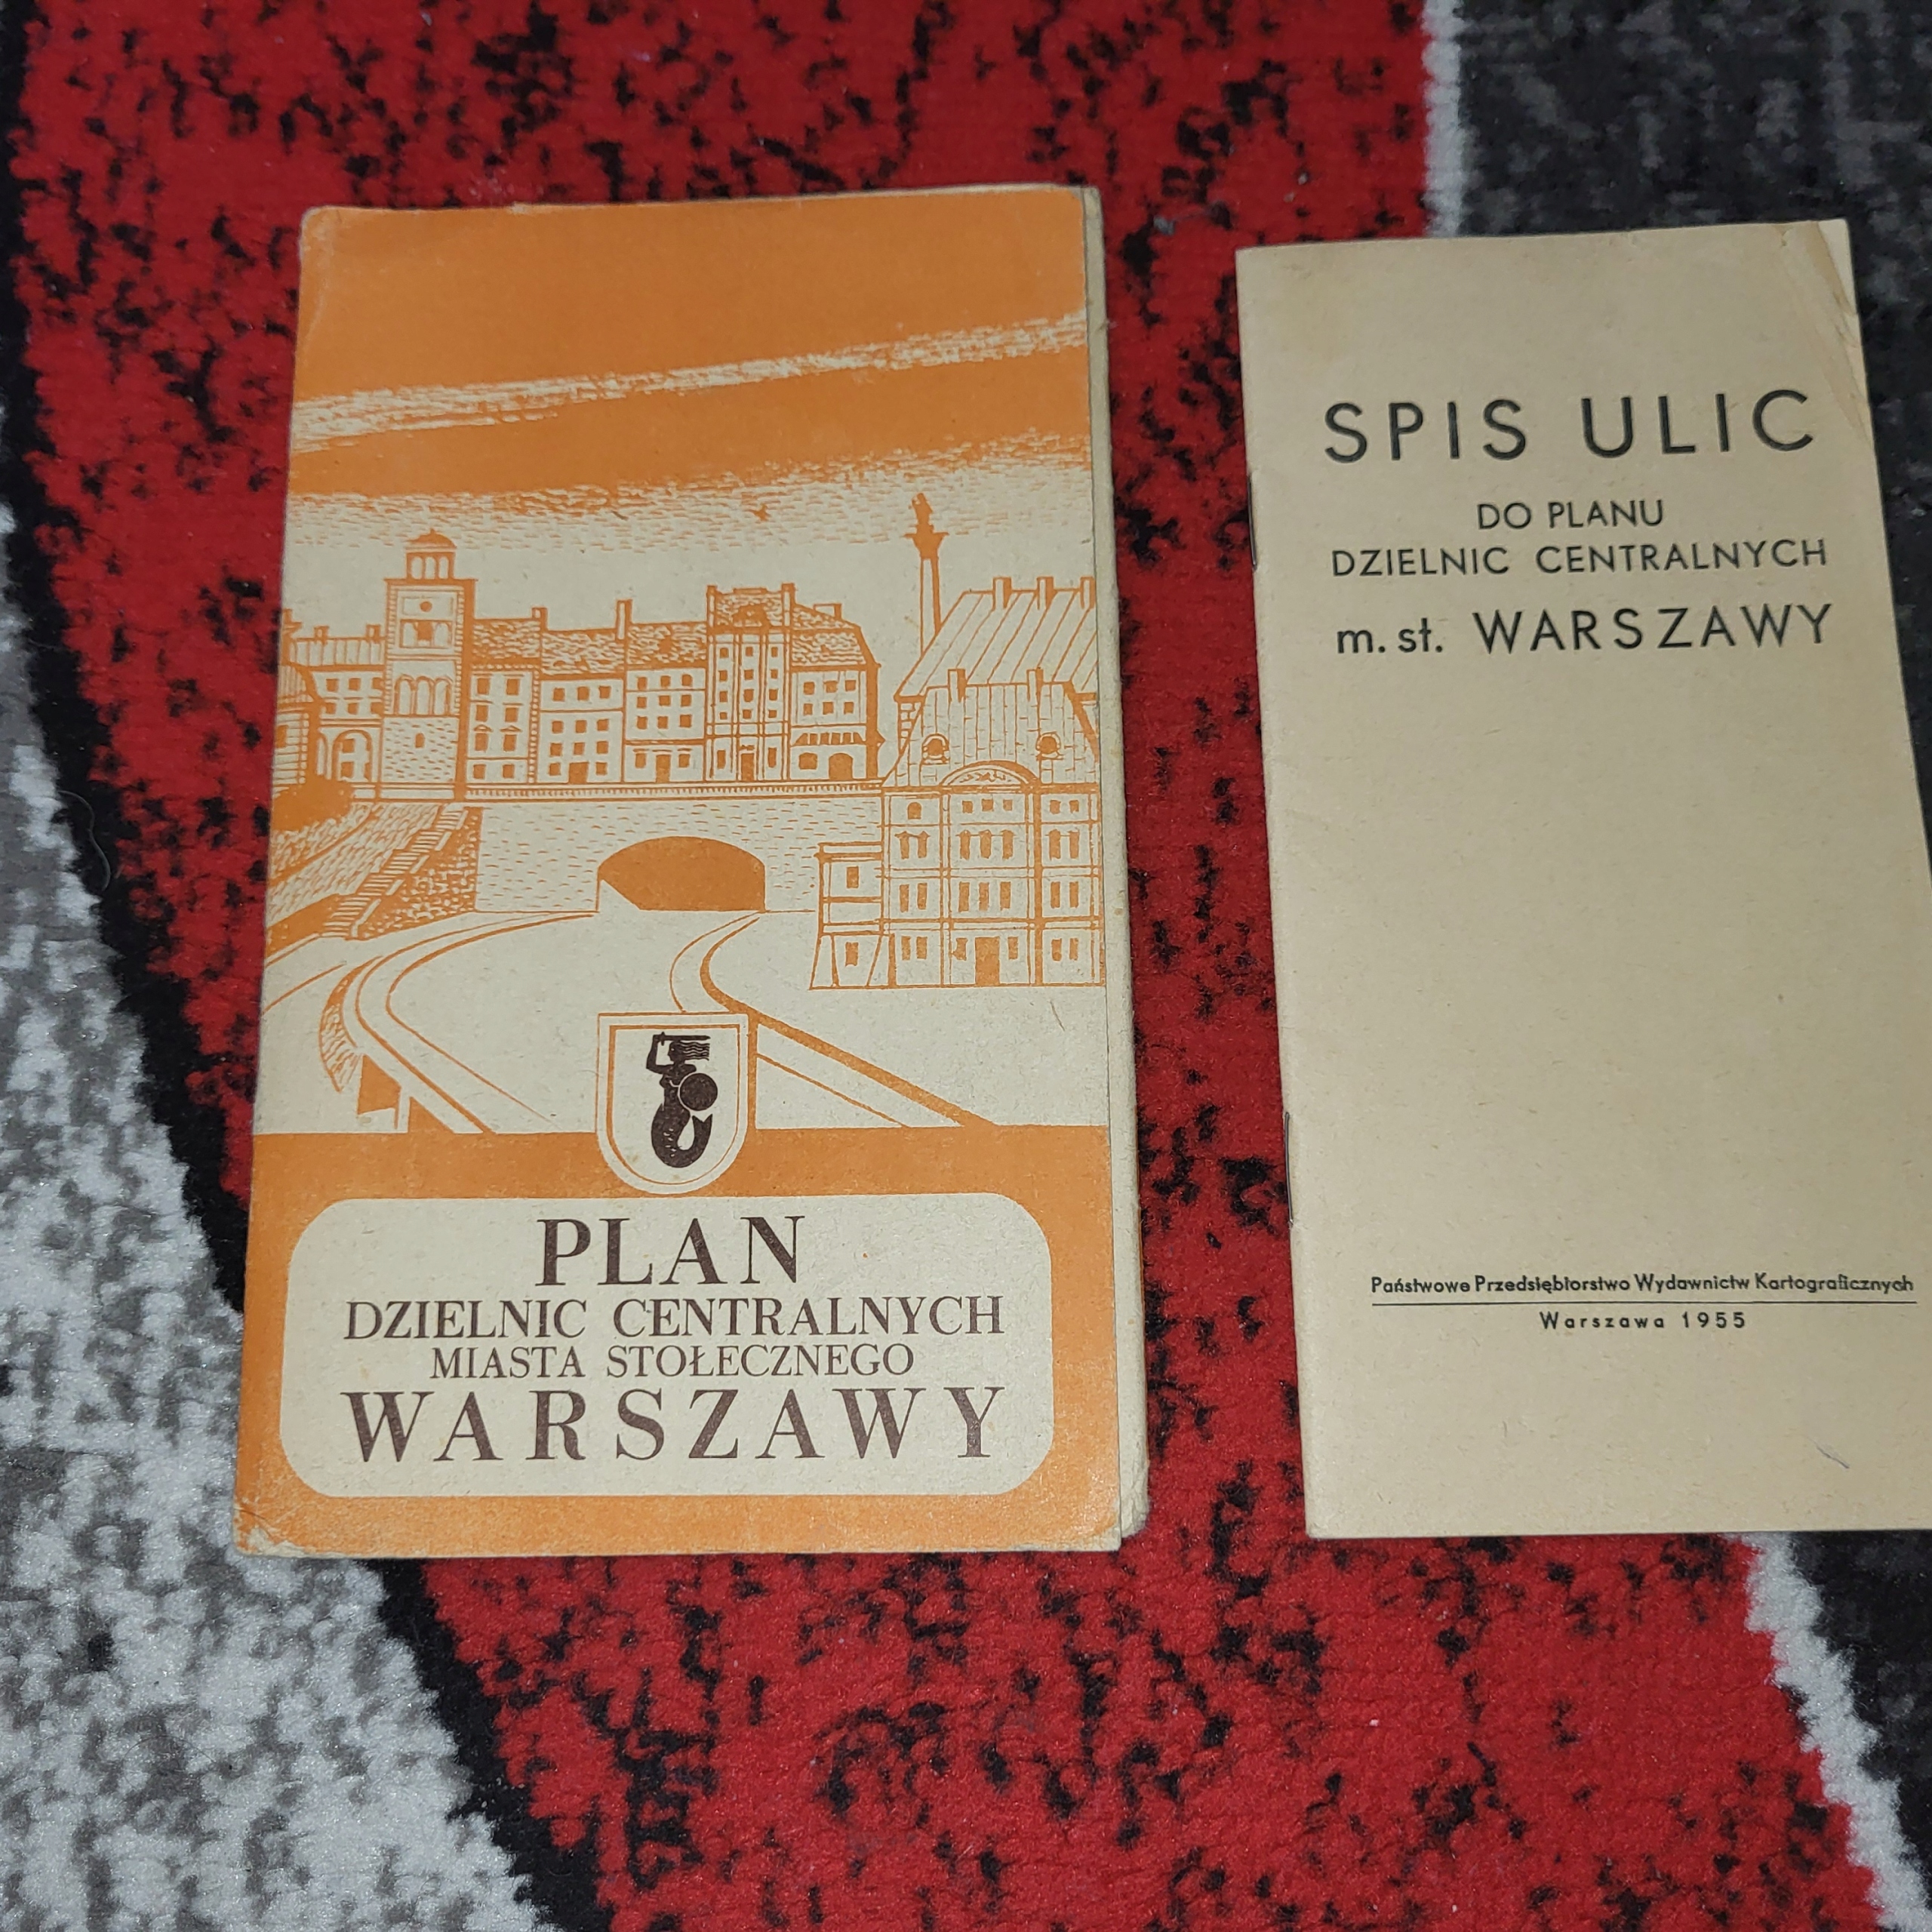 PLAN
DZIELNIC CENTRALNYCH
MIASTA STOŁECZNEGO
WARSZAWY
SPIS ULIC
DO PLANU
DZIELNIC CENTRALNYCH
m. st. WARSZAWY
Państwowe Przedsiębiorstwo Wydawnictw Kartograficznych
Warszawa 1955